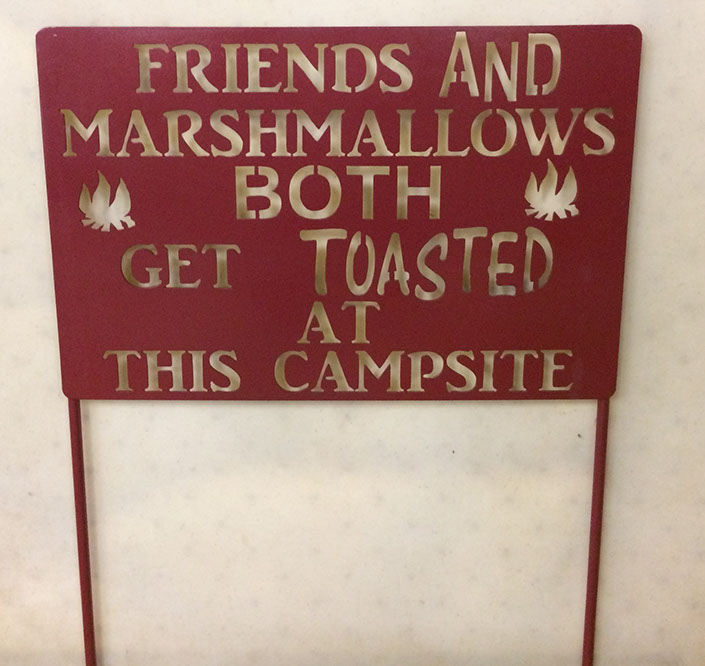 FRIENDS AND
MARSHMALLOWS
BOTH
GET TOASTED
AT
THIS CAMPSITE